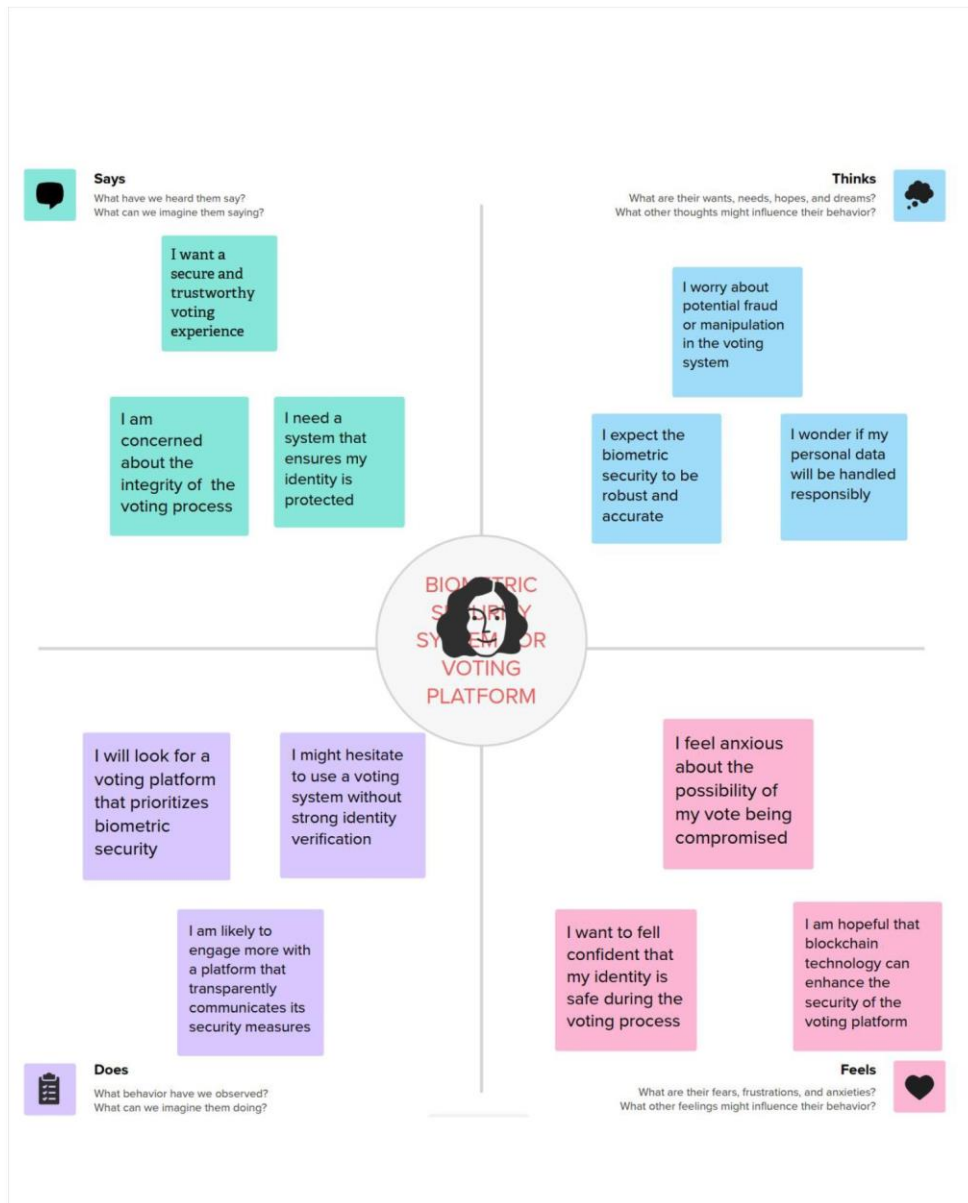 Says
What have we heard them say?
What can we imagine them saying?
I want a
secure and
trustworthy
voting
experience
I am
concerned
about the
integrity of the
voting process
I need a
system that
ensures my
identity is
protected
Thinks
What are their wants, needs, hopes, and dreams?
What other thoughts might influence their behavior?
I worry about
potential fraud
or manipulation
in the voting
system
I expect the
biometric
security to be
robust and
accurate
I wonder if my
personal data
will be handled
responsibly
BIOMETRIC
SECURITY
SYSTEM FOR
VOTING
PLATFORM
I will look for a
voting platform
that prioritizes
biometric
security
I might hesitate
to use a voting
system without
strong identity
verification
I am likely to
engage more with
a platform that
transparently
communicates its
security measures
Does
What behavior have we observed?
What can we imagine them doing?
I feel anxious
about the
possibility of
my vote being
compromised
I want to fell
confident that
my identity is
safe during the
voting process
I am hopeful that
blockchain
technology can
enhance the
security of the
voting platform
Feels
What are their fears, frustrations, and anxieties?
What other feelings might influence their behavior?